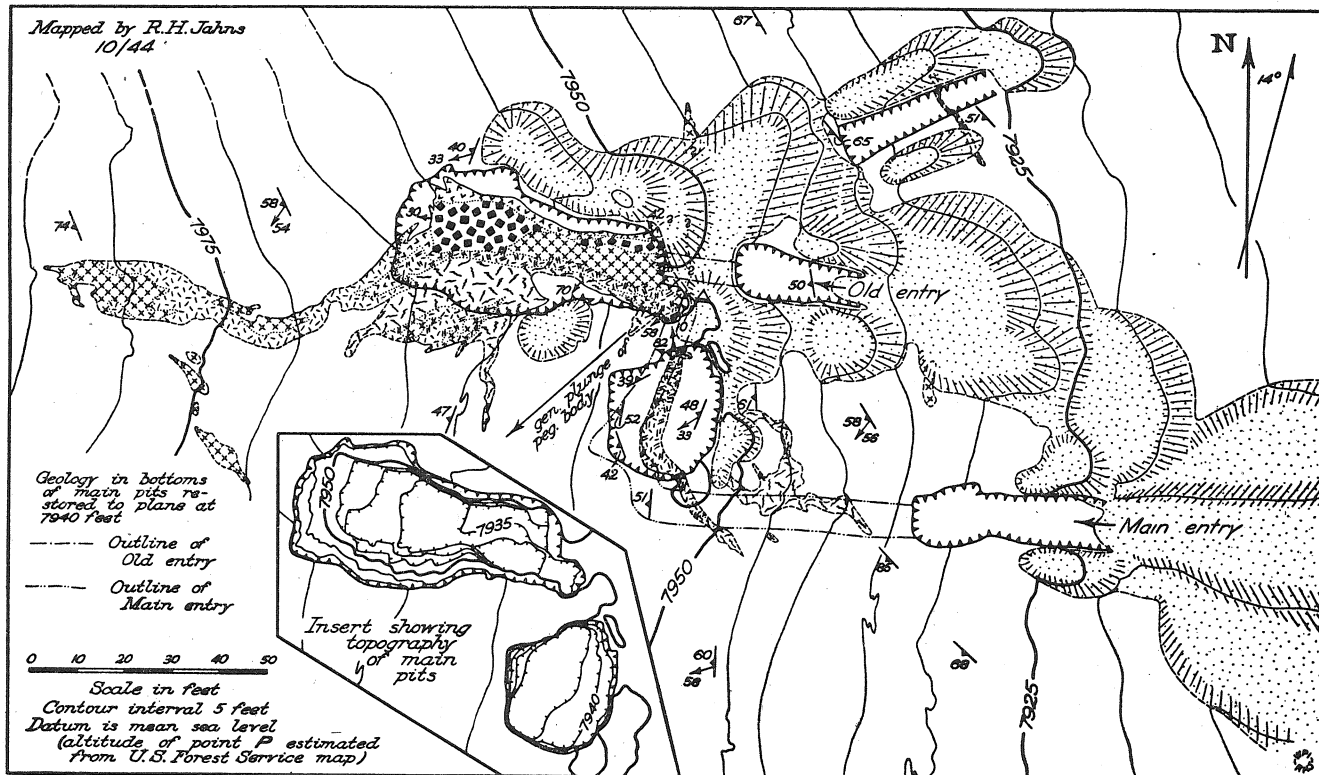 Mapped by R.H. Jahns
10/44
N
14°
67
7950
65
51
7925
40
33
30
42
58
54
74
7975
70
50
Old entry
58
82
39
52
48
33
42
61
gen. plunge of
peg. body
47
58
56
51
Main entry
7950
85
60
58
68
7925
Geology in bottoms
of main pits re-
stored to plane at
7940 feet
Outline of
Old entry
Outline of
Main entry
7950
7935
7940
Insert showing
topography
of main
pits
0 10 20 30 40 50
Scale in feet
Contour interval 5 feet
Datum is mean sea level
(altitude of point P estimated
from U.S. Forest Service map)